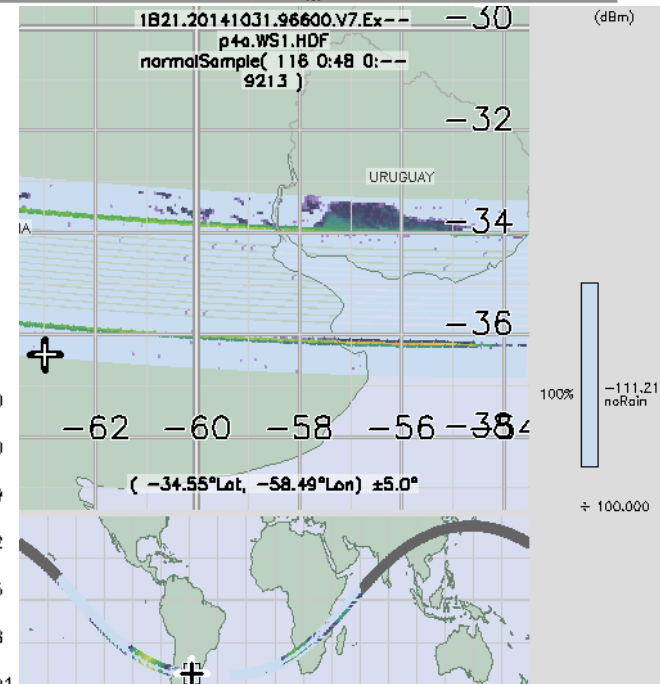 1B21.20141031.96600.V7.Ex--
p4a.WS1.HDF
normalSample( 116 0:48 0:--
9213 )
(dBm)
-30
-32
URUGUAY
-34
IA
-36
100%
-111.21
noRain
-62 -60 -58 -56
( -34.55°Lat, -58.49°Lon) ±5.0°
÷ 100.000